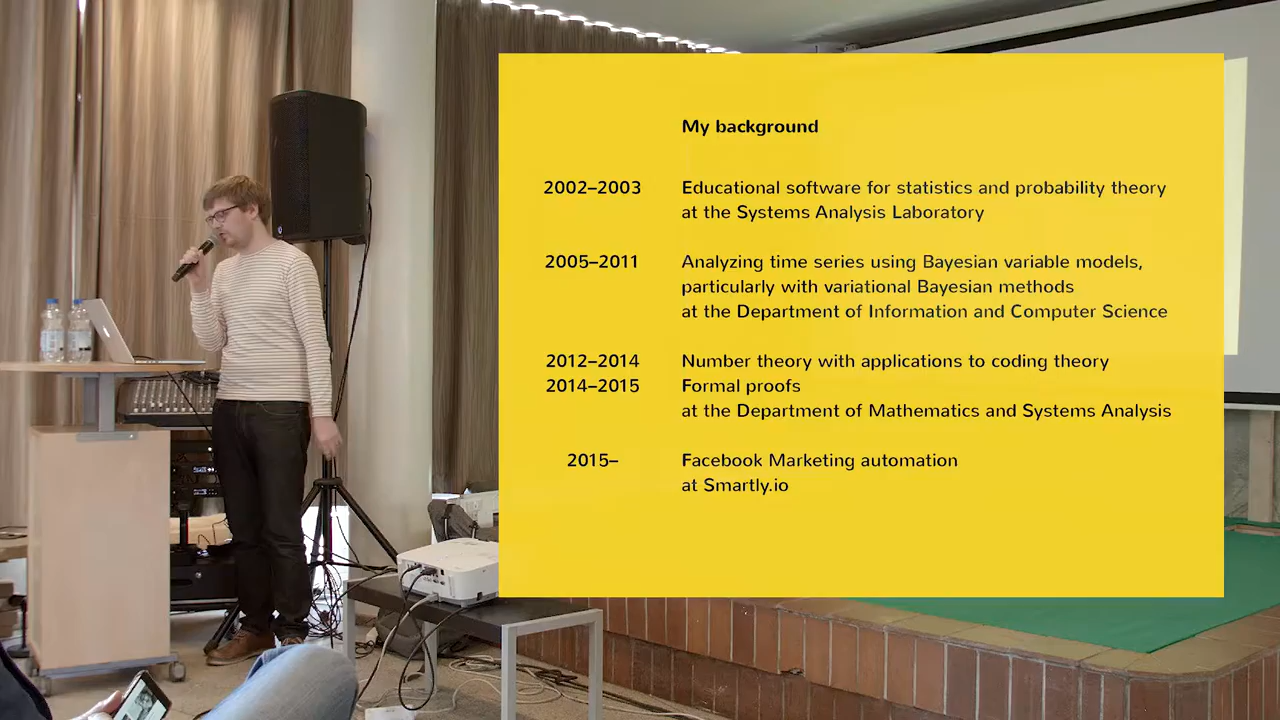 My background
2002–2003 Educational software for statistics and probability theory
at the Systems Analysis Laboratory
2005–2011 Analyzing time series using Bayesian variable models,
particularly with variational Bayesian methods
at the Department of Information and Computer Science
2012–2014 Number theory with applications to coding theory
2014–2015 Formal proofs
at the Department of Mathematics and Systems Analysis
2015– Facebook Marketing automation
at Smartly.io